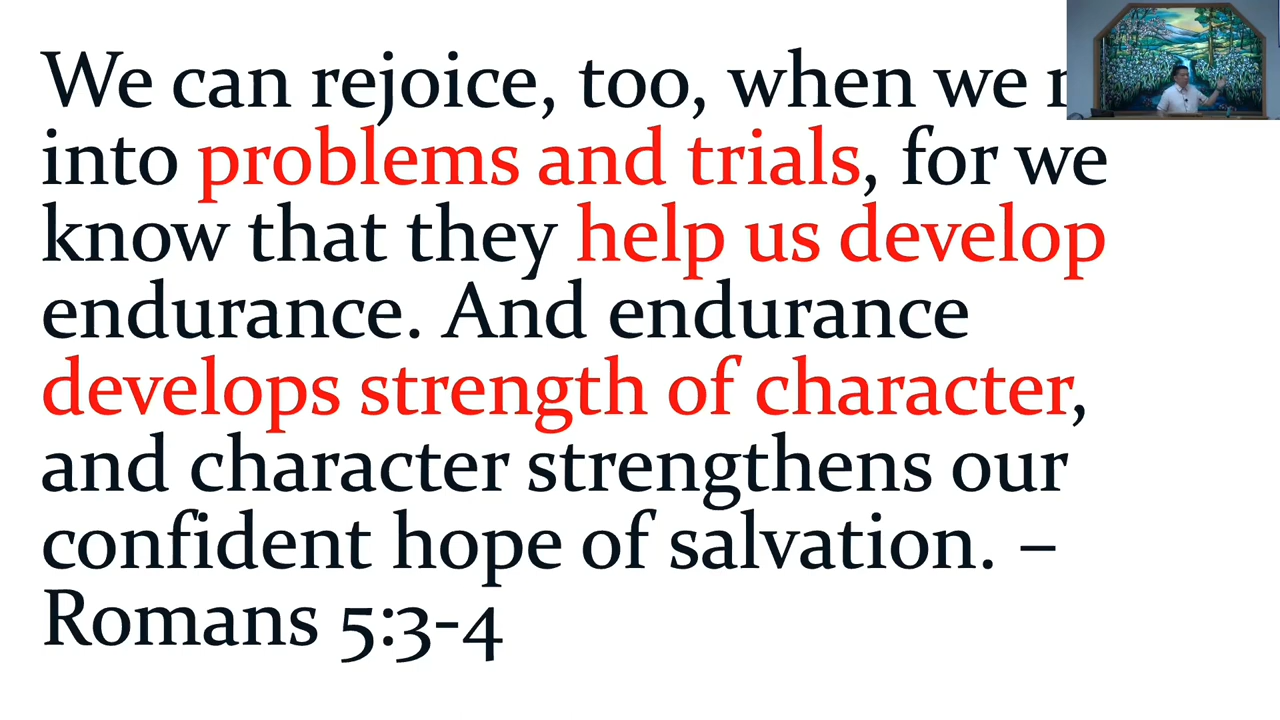 We can rejoice, too, when we
into problems and trials, for we
know that they help us develop
endurance. And endurance
develops strength of character,
and character strengthens our
confident hope of salvation. –
Romans 5:3-4